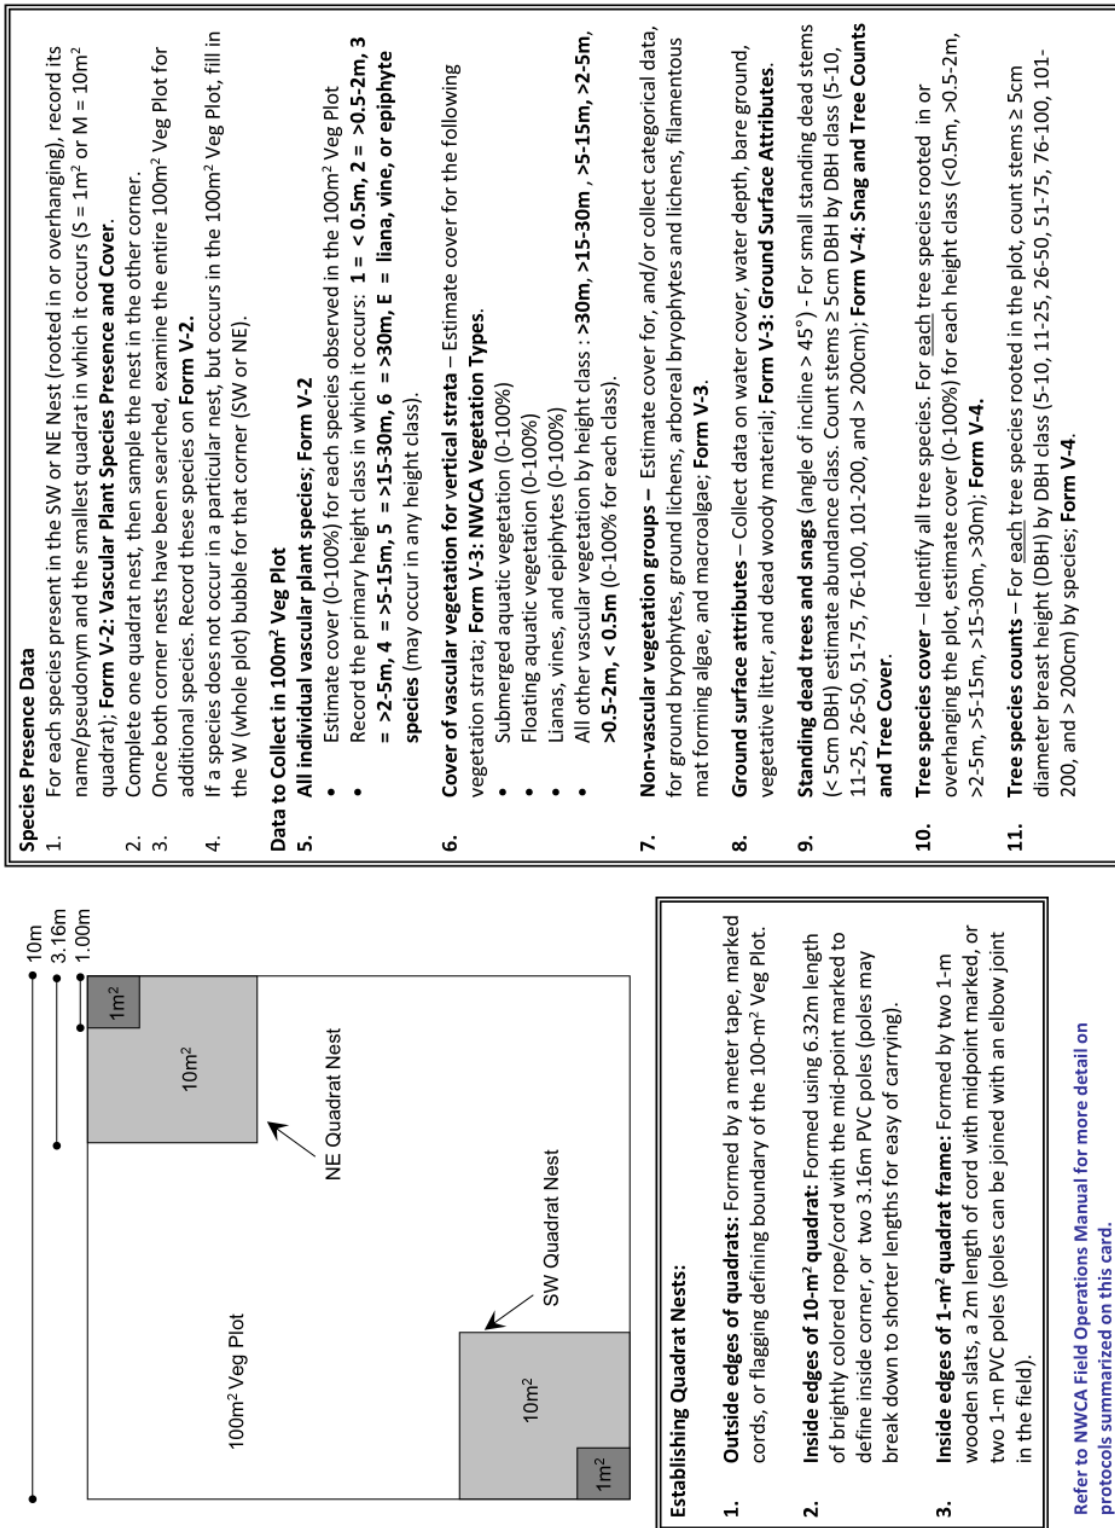 10m
3.16m
1.00m
1m²
10m²
NE Quadrat Nest
100m² Veg Plot
SW Quadrat Nest
10m²
1m²
Establishing Quadrat Nests:
1. Outside edges of quadrats: Formed by a meter tape, marked
cords, or flagging defining boundary of the 100-m² Veg Plot.
2. Inside edges of 10-m² quadrat: Formed using 6.32m length
of brightly colored rope/cord with the mid-point marked to
define inside corner, or two 3.16m PVC poles (poles may
break down to shorter lengths for easy of carrying).
3. Inside edges of 1-m² quadrat frame: Formed by two 1-m
wooden slats, a 2m length of cord with midpoint marked, or
two 1-m PVC poles (poles can be joined with an elbow joint
in the field).
Refer to NWCA Field Operations Manual for more detail on
protocols summarized on this card.
Species Presence Data
1. For each species present in the SW or NE Nest (rooted in or overhanging), record its
name/pseudonym and the smallest quadrat in which it occurs (S = 1m² or M = 10m²
quadrat); Form V-2: Vascular Plant Species Presence and Cover.
2. Complete one quadrat nest, then sample the nest in the other corner.
3. Once both corner nests have been searched, examine the entire 100m² Veg Plot for
additional species. Record these species on Form V-2.
4. If a species does not occur in a particular nest, but occurs in the 100m² Veg Plot, fill in
the W (whole plot) bubble for that corner (SW or NE).
Data to Collect in 100m² Veg Plot
5. All individual vascular plant species; Form V-2
• Estimate cover (0-100%) for each species observed in the 100m² Veg Plot
• Record the primary height class in which it occurs: 1 = < 0.5m, 2 = >0.5-2m, 3
= >2-5m, 4 = >5-15m, 5 = >15-30m, 6 = >30m, E = liana, vine, or epiphyte
species (may occur in any height class).
6. Cover of vascular vegetation for vertical strata – Estimate cover for the following
vegetation strata; Form V-3: NWCA Vegetation Types.
• Submerged aquatic vegetation (0-100%)
• Floating aquatic vegetation (0-100%)
• Lianas, vines, and epiphytes (0-100%)
• All other vascular vegetation by height class : >30m, >15-30m , >5-15m, >2-5m,
>0.5-2m, < 0.5m (0-100% for each class).
7. Non-vascular vegetation groups – Estimate cover for, and/or collect categorical data,
for ground bryophytes, ground lichens, arboreal bryophytes and lichens, filamentous
mat forming algae, and macroalgae; Form V-3.
8. Ground surface attributes – Collect data on water cover, water depth, bare ground,
vegetative litter, and dead woody material; Form V-3: Ground Surface Attributes.
9. Standing dead trees and snags (angle of incline > 45°) - For small standing dead stems
(< 5cm DBH) estimate abundance class. Count stems ≥ 5cm DBH by DBH class (5-10,
11-25, 26-50, 51-75, 76-100, 101-200, and > 200cm); Form V-4: Snag and Tree Counts
and Tree Cover.
10. Tree species cover – Identify all tree species. For each tree species rooted in or
overhanging the plot, estimate cover (0-100%) for each height class (<0.5m, >0.5-2m,
>2-5m, >5-15m, >15-30m, >30m); Form V-4.
11. Tree species counts – For each tree species rooted in the plot, count stems ≥ 5cm
diameter breast height (DBH) by DBH class (5-10, 11-25, 26-50, 51-75, 76-100, 101-
200, and > 200cm) by species; Form V-4.